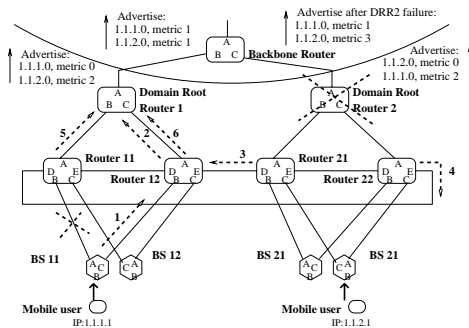 Advertise:
1.1.1.0, metric 1
1.1.2.0, metric 1
Advertise after DRR2 failure:
1.1.1.0, metric 1
1.1.2.0, metric 3
Advertise:
1.1.1.0, metric 0
1.1.2.0, metric 2
Advertise:
1.1.2.0, metric 0
1.1.1.0, metric 2
A
B C
Backbone Router
A
B C
Domain Root
Router 1
A
B C
Domain Root
Router 2
5
2
6
3
4
1
Router 11
Router 12
Router 21
Router 22
A
D E
B C
A
D E
B C
A
D E
B C
A
D E
B C
BS 11
BS 12
BS 21
BS 21
A C
B
C A
B
A C
B
C A
B
Mobile user
IP:1.1.1.1
Mobile user
IP:1.1.2.1